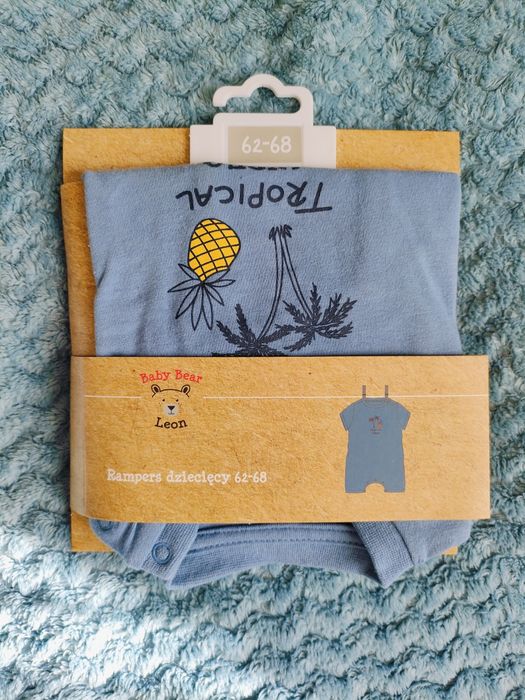 62-68
TROPICAL
Baby Bear
Leon
Rampers dziecięcy 62-68